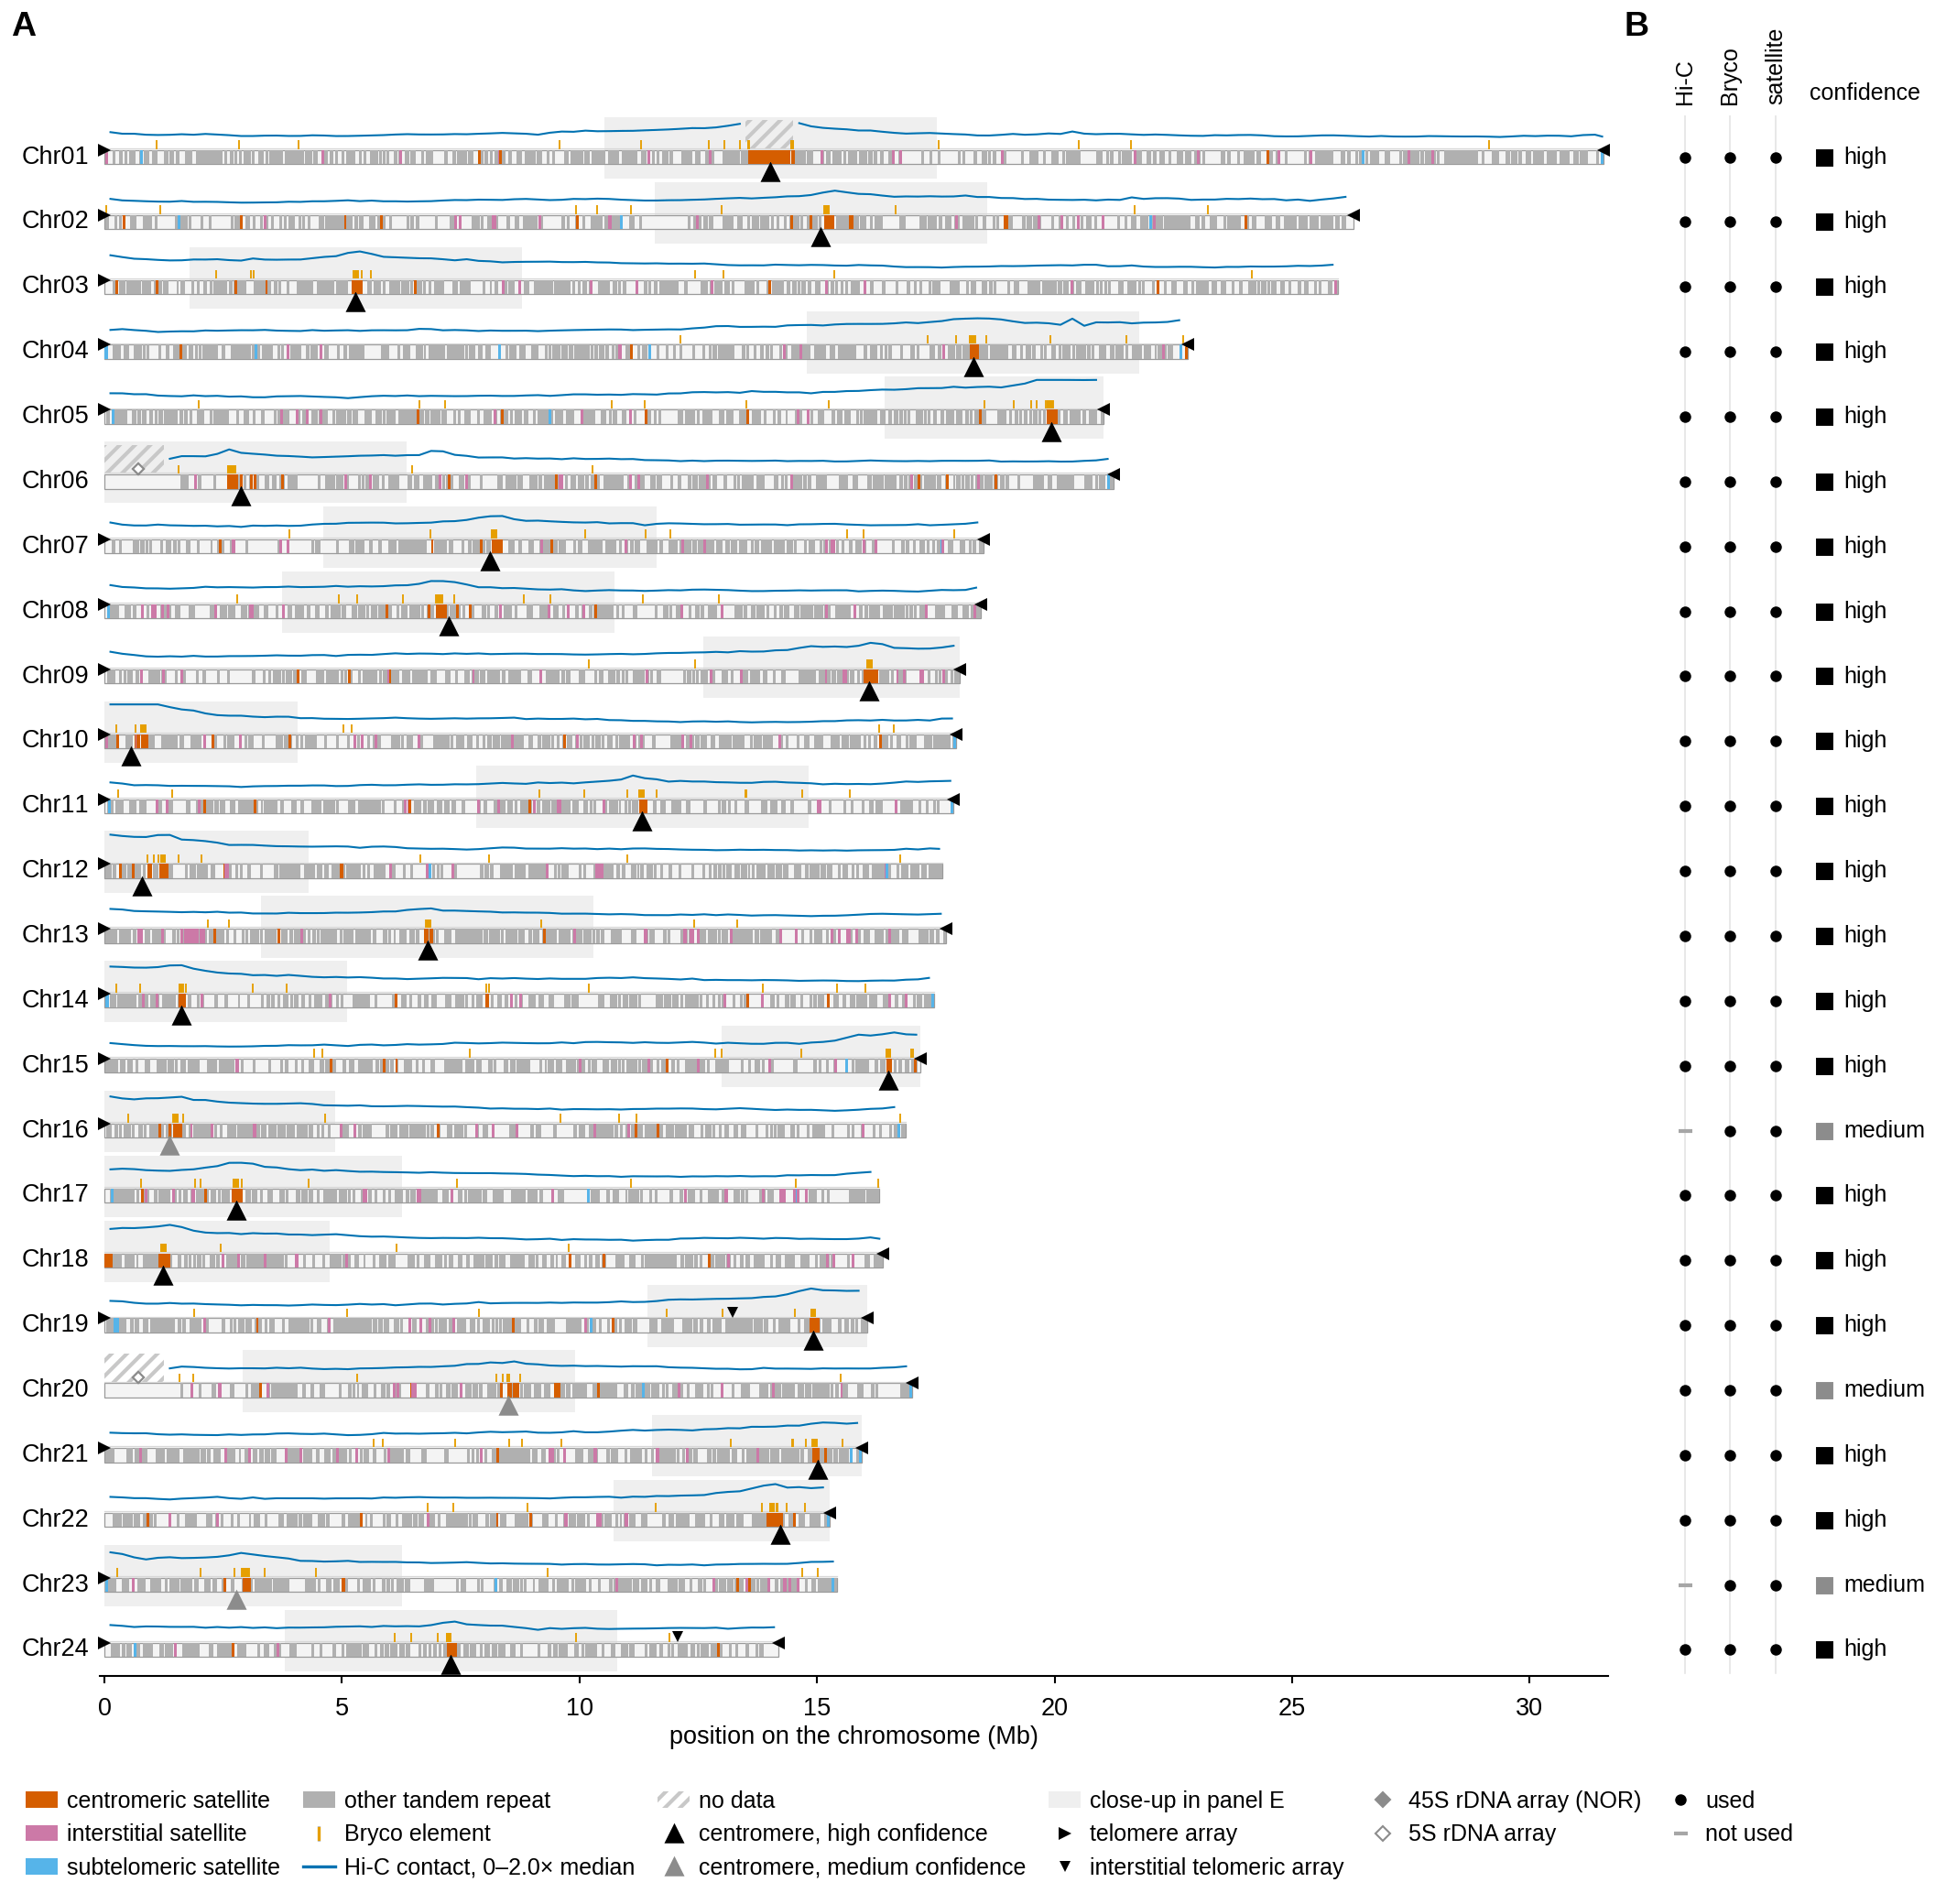 A
B
Hi-C
Bryco
satellite
confidence
Chr01
high
Chr02
high
Chr03
high
Chr04
high
Chr05
high
Chr06
high
Chr07
high
Chr08
high
Chr09
high
Chr10
high
Chr11
high
Chr12
high
Chr13
high
Chr14
high
Chr15
high
Chr16
medium
Chr17
high
Chr18
high
Chr19
high
Chr20
medium
Chr21
high
Chr22
high
Chr23
medium
Chr24
high
0 5 10 15 20 25 30
position on the chromosome (Mb)
centromeric satellite
other tandem repeat
no data
close-up in panel E
45S rDNA array (NOR)
used
interstitial satellite
Bryco element
centromere, high confidence
telomere array
5S rDNA array
not used
subtelomeric satellite
Hi-C contact, 0–2.0× median
centromere, medium confidence
interstitial telomeric array